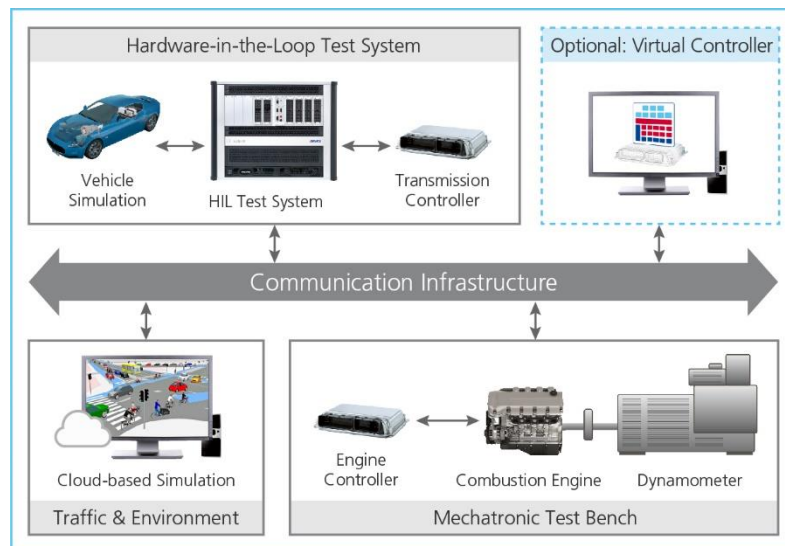 Hardware-in-the-Loop Test System
Optional: Virtual Controller
Vehicle
Simulation
HIL Test System
Transmission
Controller
Communication Infrastructure
Cloud-based Simulation
Traffic & Environment
Engine
Controller
Combustion Engine
Dynamometer
Mechatronic Test Bench